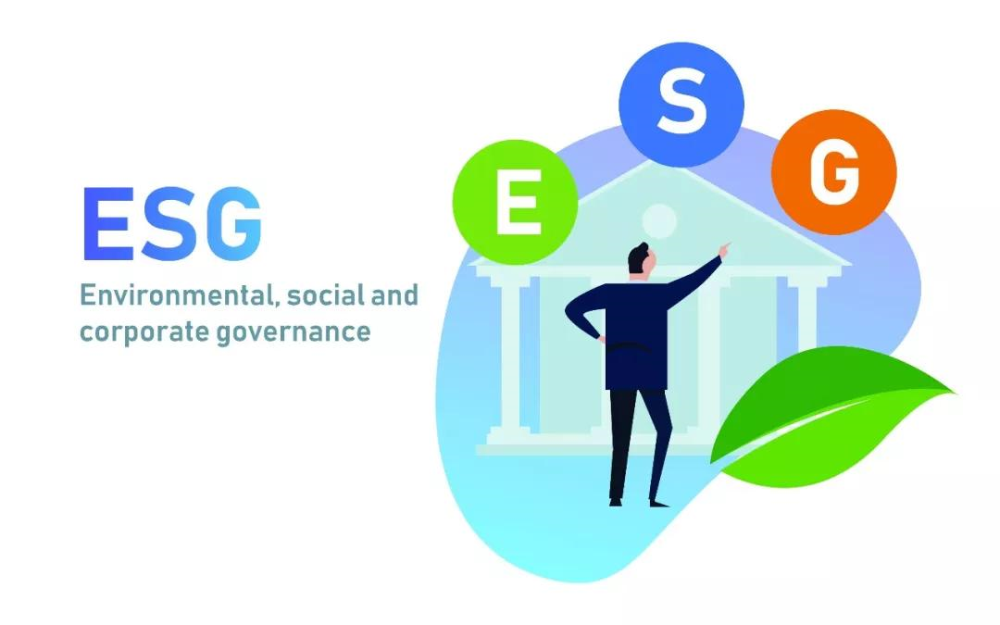 ESG
Environmental, social and
corporate governance
E
S
G